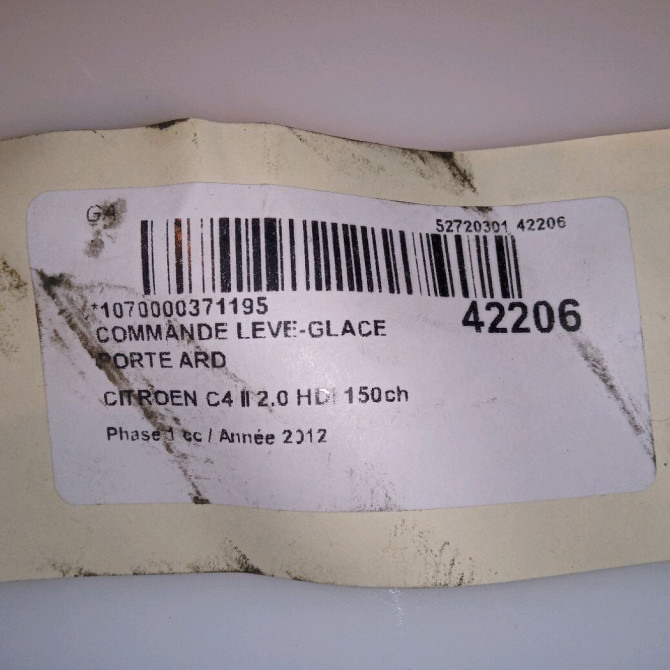 G4
52720301 42206
*1070000371195
42206
COMMANDE LEVE-GLACE
PORTE ARD
CITROEN C4 II 2.0 HDI 150ch
Phase 1 cc / Année 2012